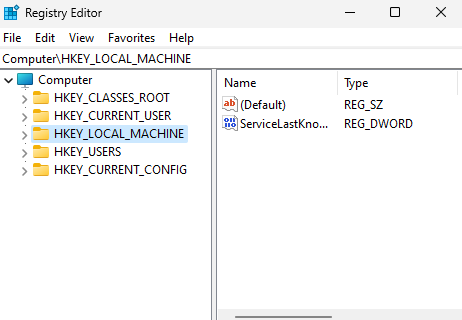 Registry Editor
File Edit View Favorites Help
Computer\HKEY_LOCAL_MACHINE
Computer
HKEY_CLASSES_ROOT
HKEY_CURRENT_USER
HKEY_LOCAL_MACHINE
HKEY_USERS
HKEY_CURRENT_CONFIG
Name Type
ab (Default) REG_SZ
ServiceLastKno... REG_DWORD